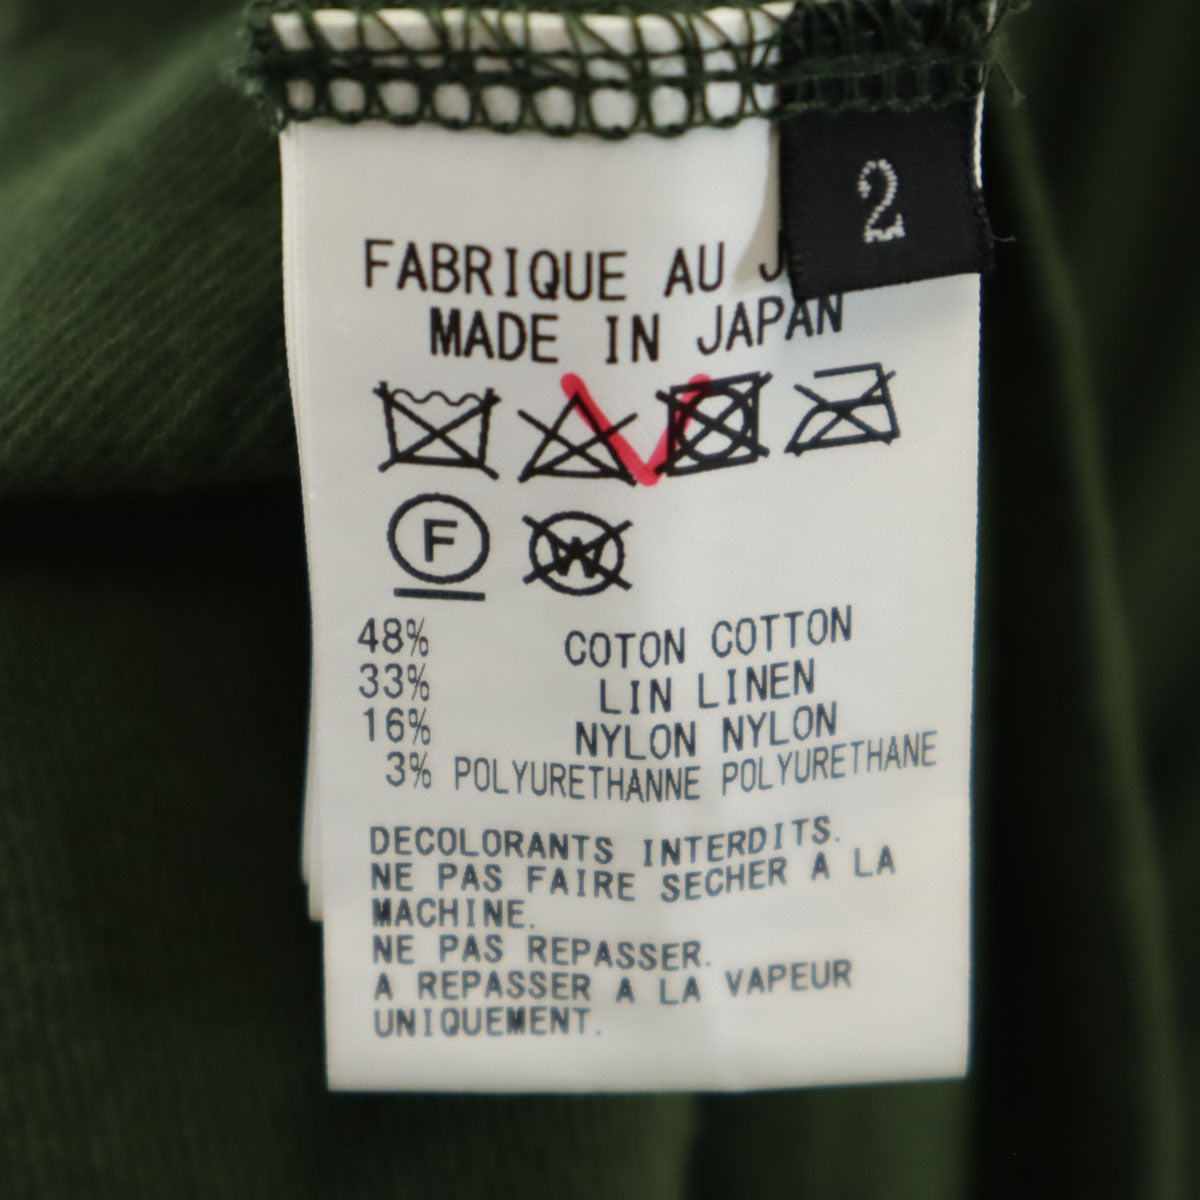 2
FABRIQUE AU
MADE IN JAPAN
F
W
48% COTON COTTON
33% LIN LINEN
16% NYLON NYLON
3% POLYURETHANNE POLYURETHANE
DECOLORANTS INTERDITS.
NE PAS FAIRE SECHER A LA
MACHINE.
NE PAS REPASSER.
A REPASSER A LA VAPEUR
UNIQUEMENT.